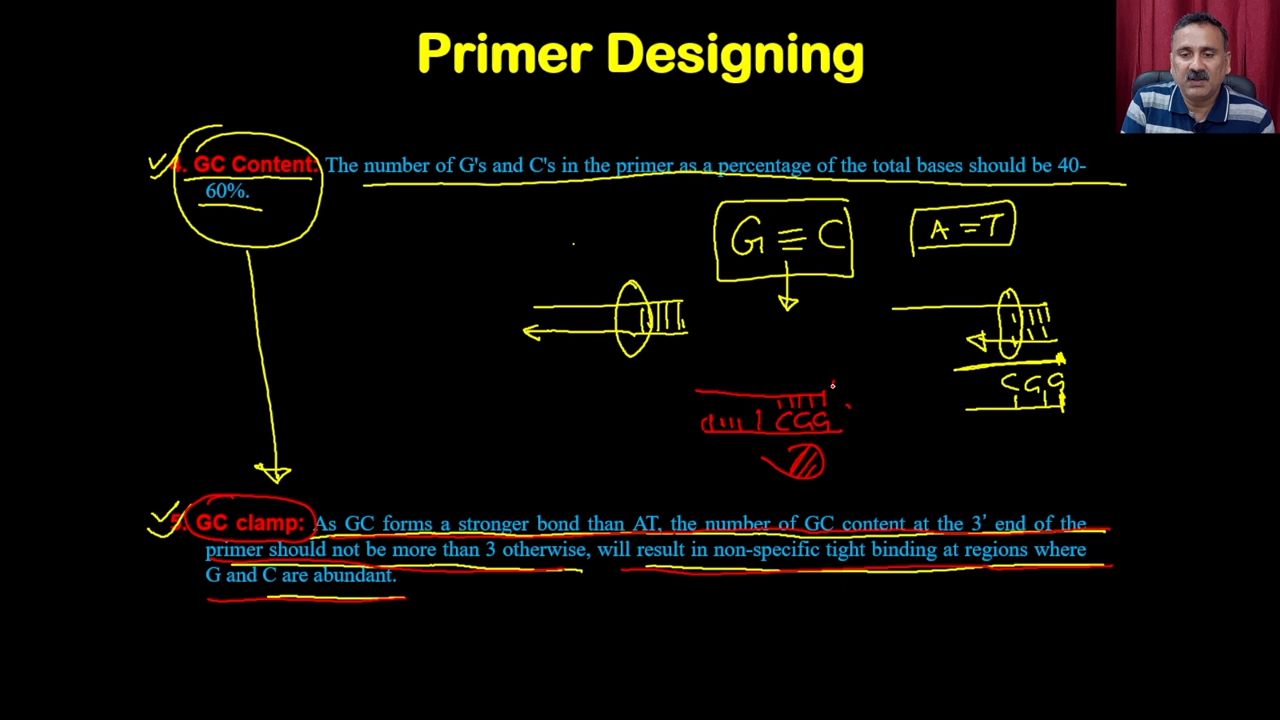 Primer Designing
4. GC Content: The number of G's and C's in the primer as a percentage of the total bases should be 40-
60%.
G ≡ C
A = T
C G G
C G G
5. GC clamp: As GC forms a stronger bond than AT, the number of GC content at the 3' end of the
primer should not be more than 3 otherwise, will result in non-specific tight binding at regions where
G and C are abundant.